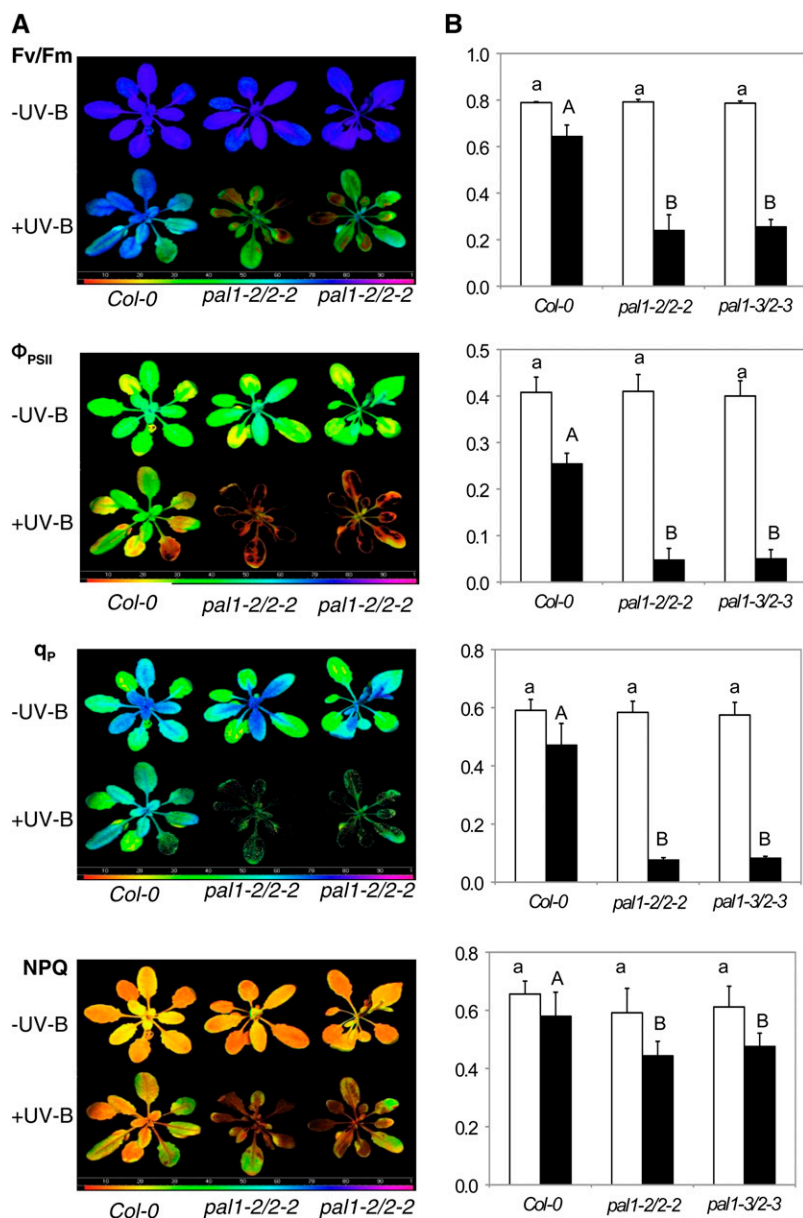 A
B
Fv/Fm
-UV-B
+UV-B
10 20 30 40 50 60 70 80 90
Col-0 pal1-2/2-2 pal1-2/2-2
1.0
0.8
0.6
0.4
0.2
0.0
a A a B a B
Col-0 pal1-2/2-2 pal1-3/2-3
ΦPSII
-UV-B
+UV-B
10 20 30 40 50 60 70 80 90
Col-0 pal1-2/2-2 pal1-2/2-2
0.5
0.4
0.3
0.2
0.1
0.0
a A a B a B
Col-0 pal1-2/2-2 pal1-3/2-3
qP
-UV-B
+UV-B
10 20 30 40 50 60 70 80 90
Col-0 pal1-2/2-2 pal1-2/2-2
0.8
0.6
0.4
0.2
0.0
a A a B a B
Col-0 pal1-2/2-2 pal1-3/2-3
NPQ
-UV-B
+UV-B
10 20 30 40 50 60 70 80 90
Col-0 pal1-2/2-2 pal1-2/2-2
0.8
0.6
0.4
0.2
0.0
a A a B a B
Col-0 pal1-2/2-2 pal1-3/2-3